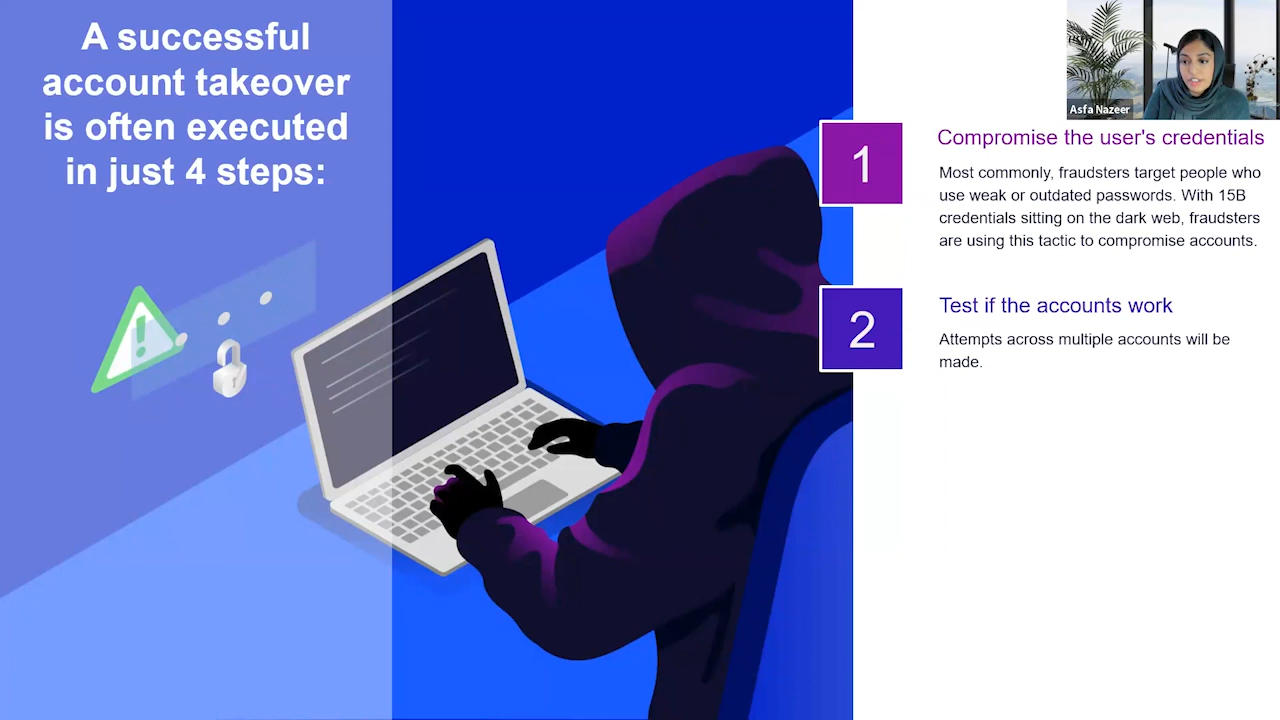 A successful
account takeover
is often executed
in just 4 steps:
Asfa Nazeer
1
Compromise the user's credentials
Most commonly, fraudsters target people who
use weak or outdated passwords. With 15B
credentials sitting on the dark web, fraudsters
are using this tactic to compromise accounts.
2
Test if the accounts work
Attempts across multiple accounts will be
made.